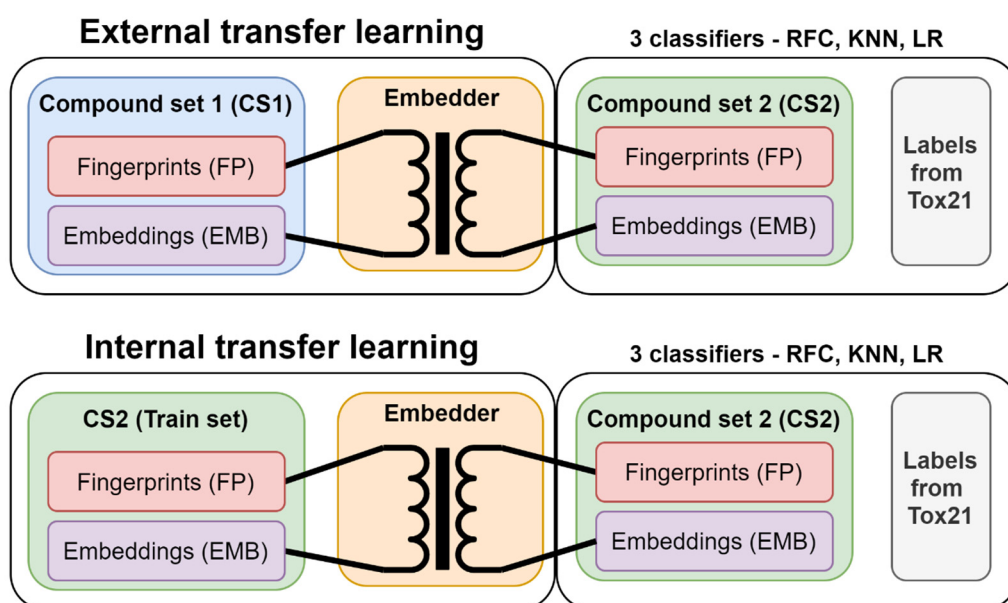 External transfer learning
3 classifiers - RFC, KNN, LR
Compound set 1 (CS1)
Fingerprints (FP)
Embeddings (EMB)
Embedder
Compound set 2 (CS2)
Fingerprints (FP)
Embeddings (EMB)
Labels
from
Tox21
Internal transfer learning
3 classifiers - RFC, KNN, LR
CS2 (Train set)
Fingerprints (FP)
Embeddings (EMB)
Embedder
Compound set 2 (CS2)
Fingerprints (FP)
Embeddings (EMB)
Labels
from
Tox21